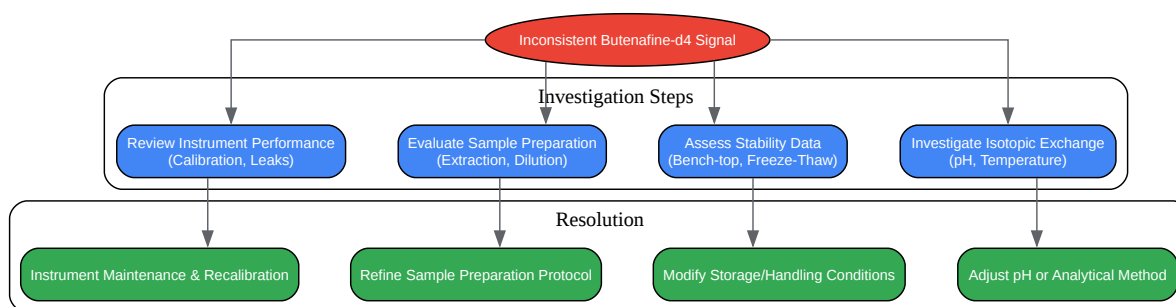 Inconsistent Butenafine-d4 Signal
Investigation Steps
Review Instrument Performance
(Calibration, Leaks)
Evaluate Sample Preparation
(Extraction, Dilution)
Assess Stability Data
(Bench-top, Freeze-Thaw)
Investigate Isotopic Exchange
(pH, Temperature)
Resolution
Instrument Maintenance & Recalibration
Refine Sample Preparation Protocol
Modify Storage/Handling Conditions
Adjust pH or Analytical Method